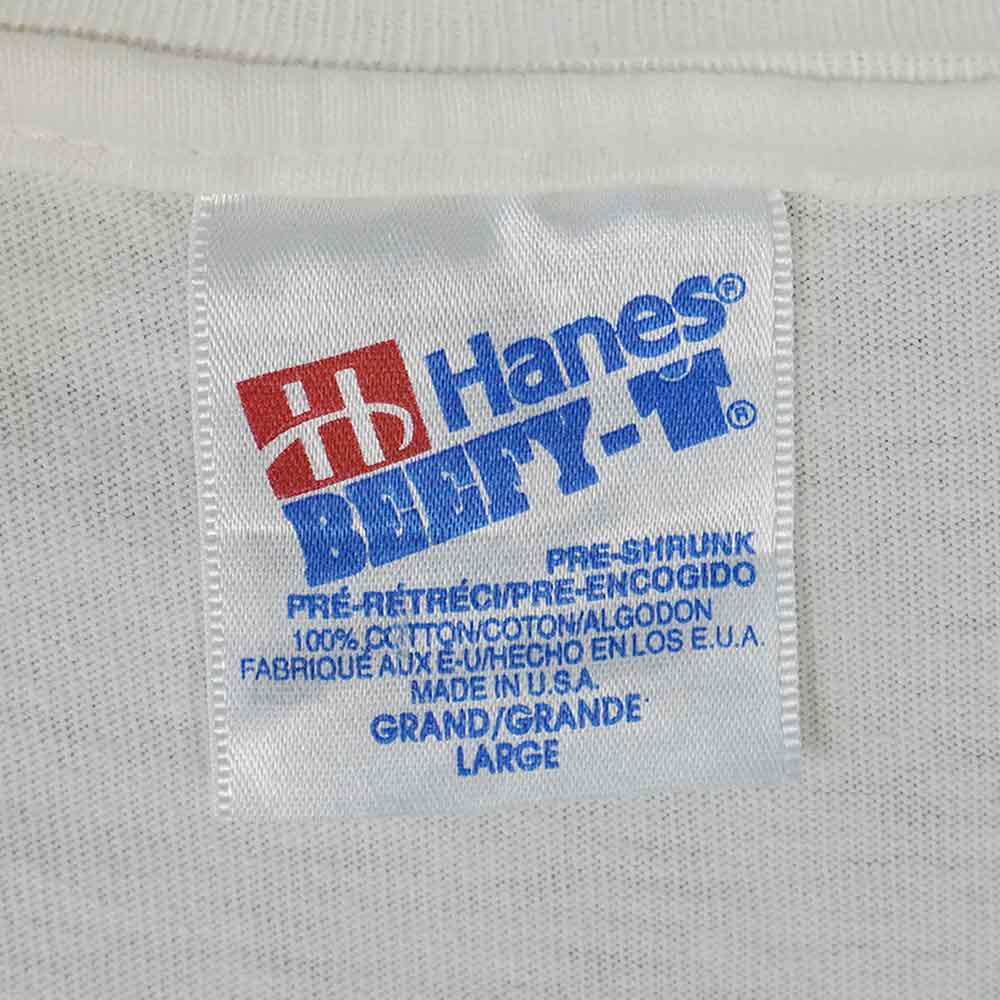 Hanes®
BEEFY-T®
PRE-SHRUNK
PRÉ-RÉTRÉCI/PRE-ENCOGIDO
100% COTTON/COTON/ALGODON
FABRIQUÉ AUX É-U/HECHO EN LOS E.U.A.
MADE IN U.S.A.
GRAND/GRANDE
LARGE